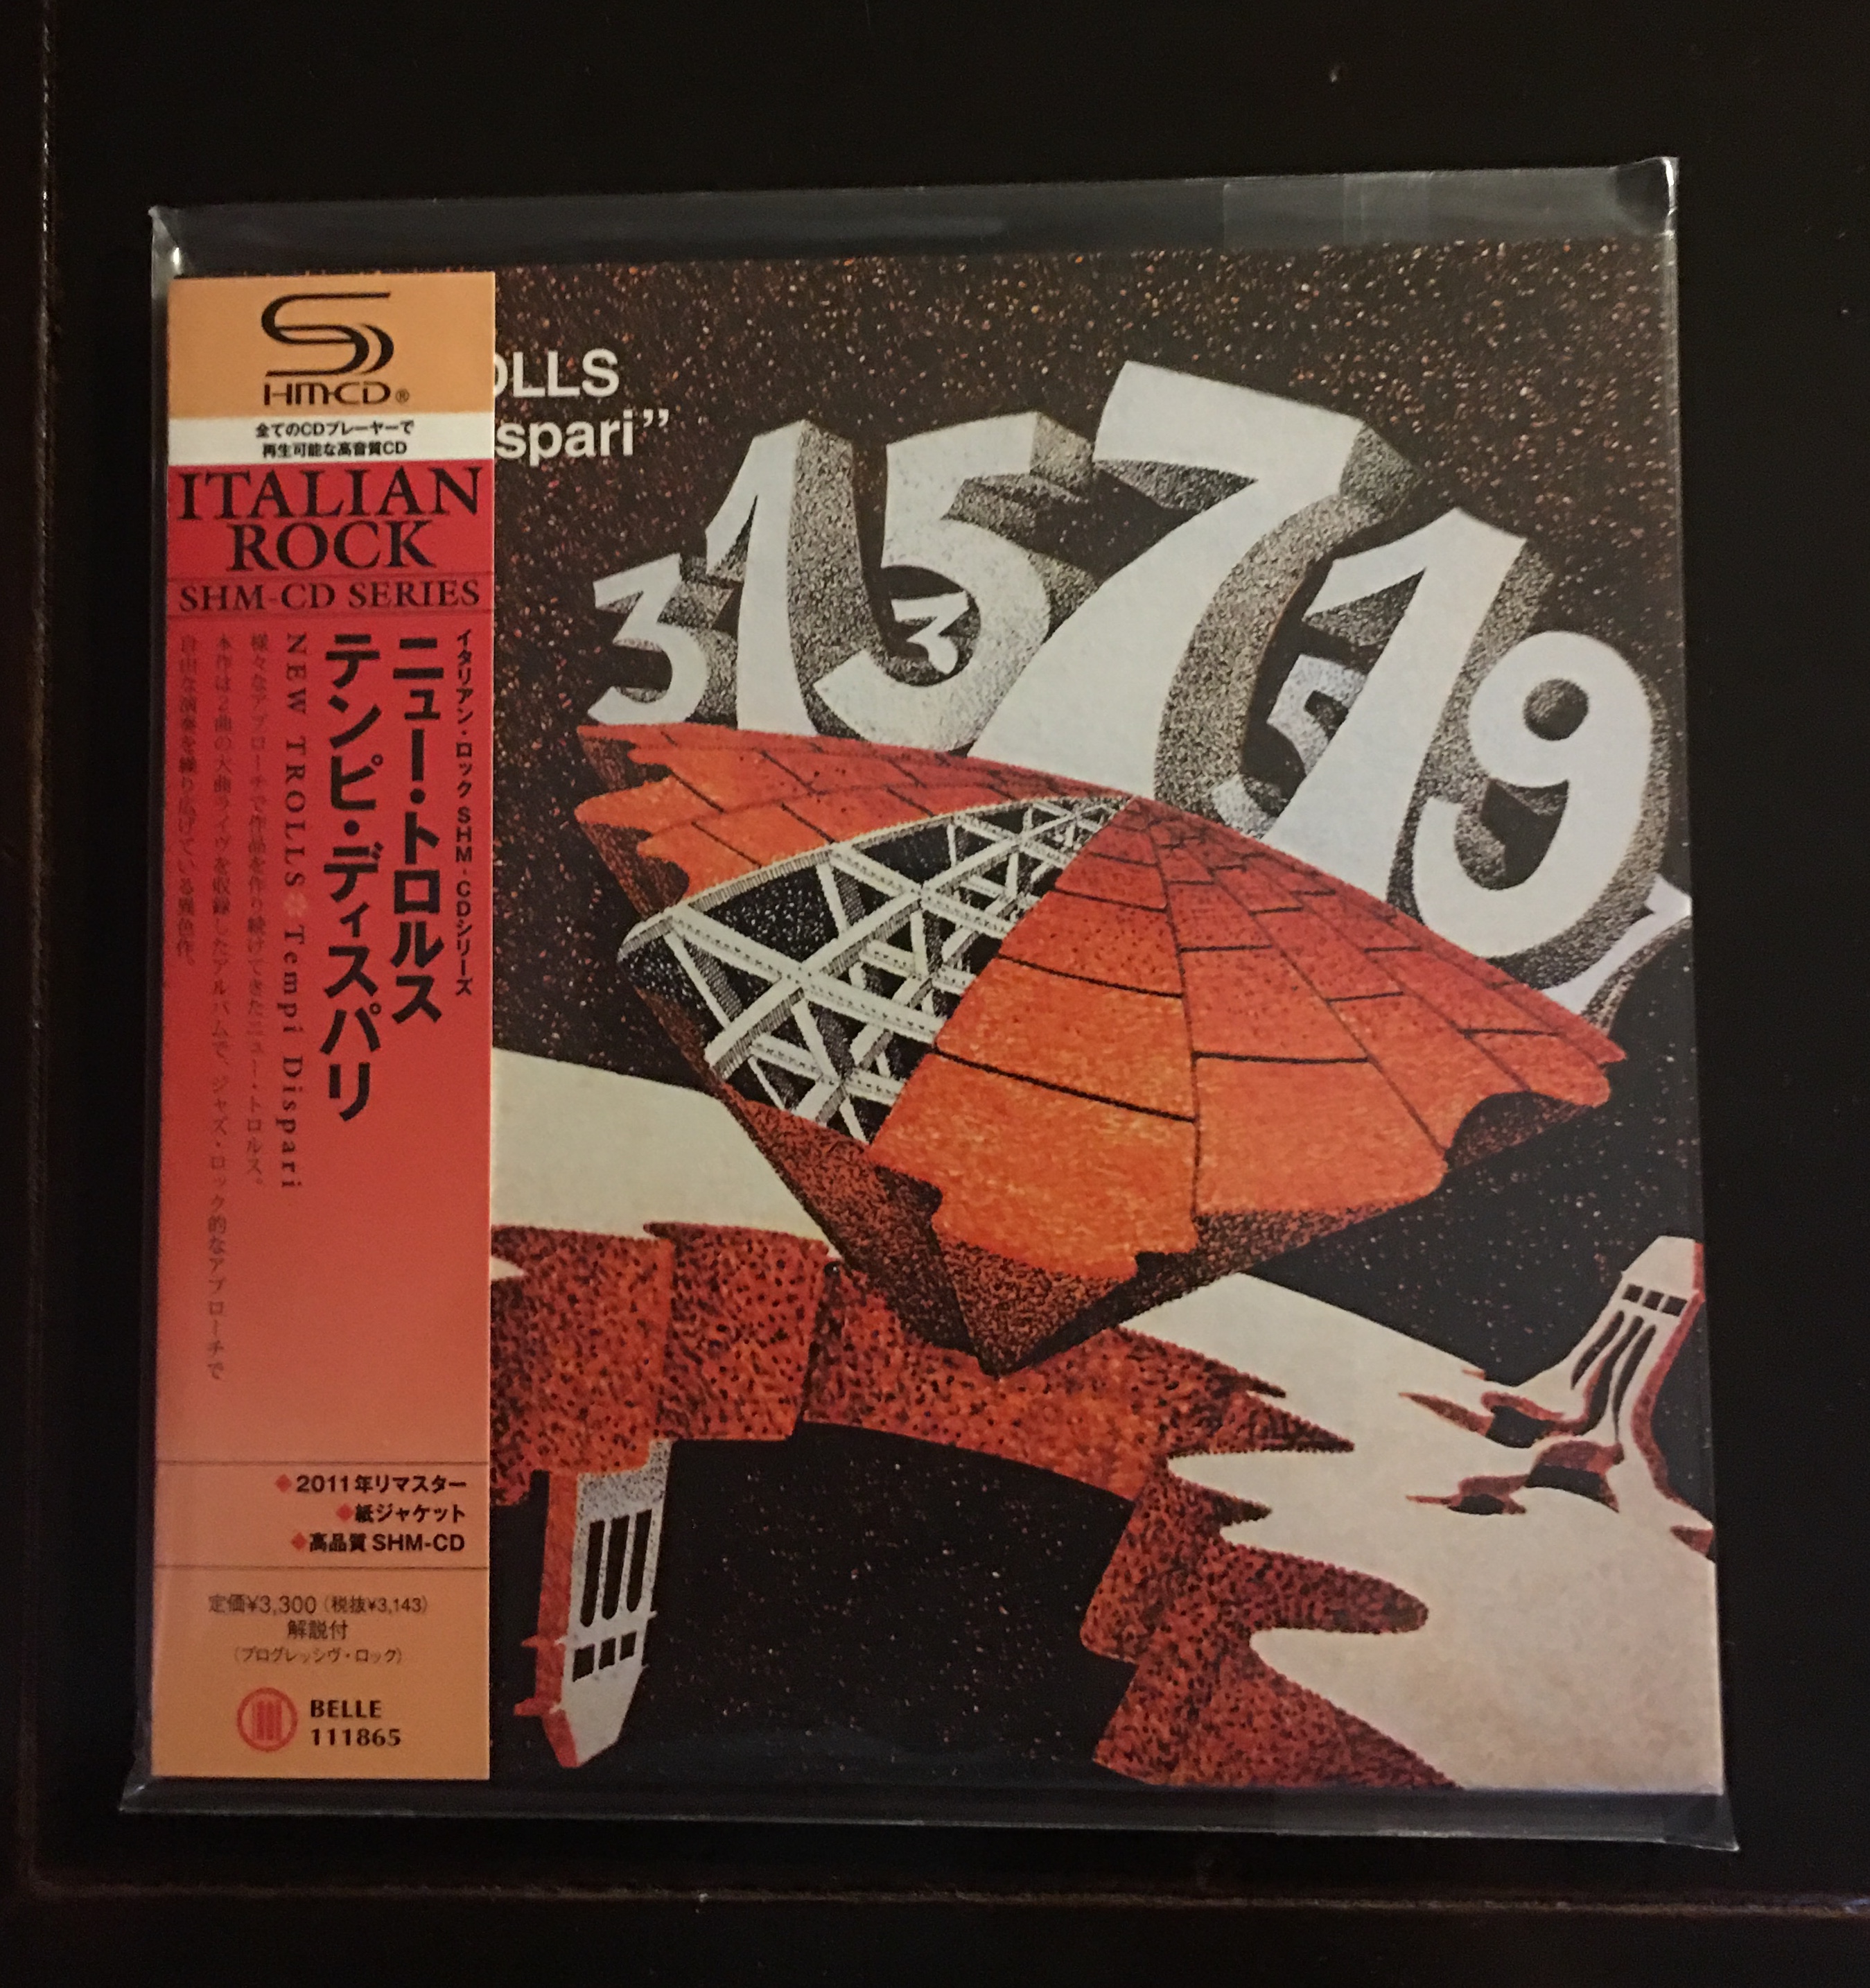 HM-CD®
全てのCDプレーヤーで
再生可能な高音質CD
ITALIAN
ROCK
SHM-CD SERIES
イタリアン・ロック SHM-CDシリーズ
ニュー・トロルス
テンピ・ディスパリ
NEW TROLLS Tempi Dispari
様々なアプローチで作品を作り続けてきたニュー・トロルス。
本作は2曲の大曲ライヴを収録したアルバムで、ジャズ・ロック的なアプローチで
自由な演奏を繰り広げている異色作。
◆2011年リマスター
◆紙ジャケット
◆高品質 SHM-CD
定価¥3,300（税抜¥3,143）
解説付
（プログレッシヴ・ロック）
BELLE
111865
OLLS
spari”
3 1 5 7 1 9
3 5 7